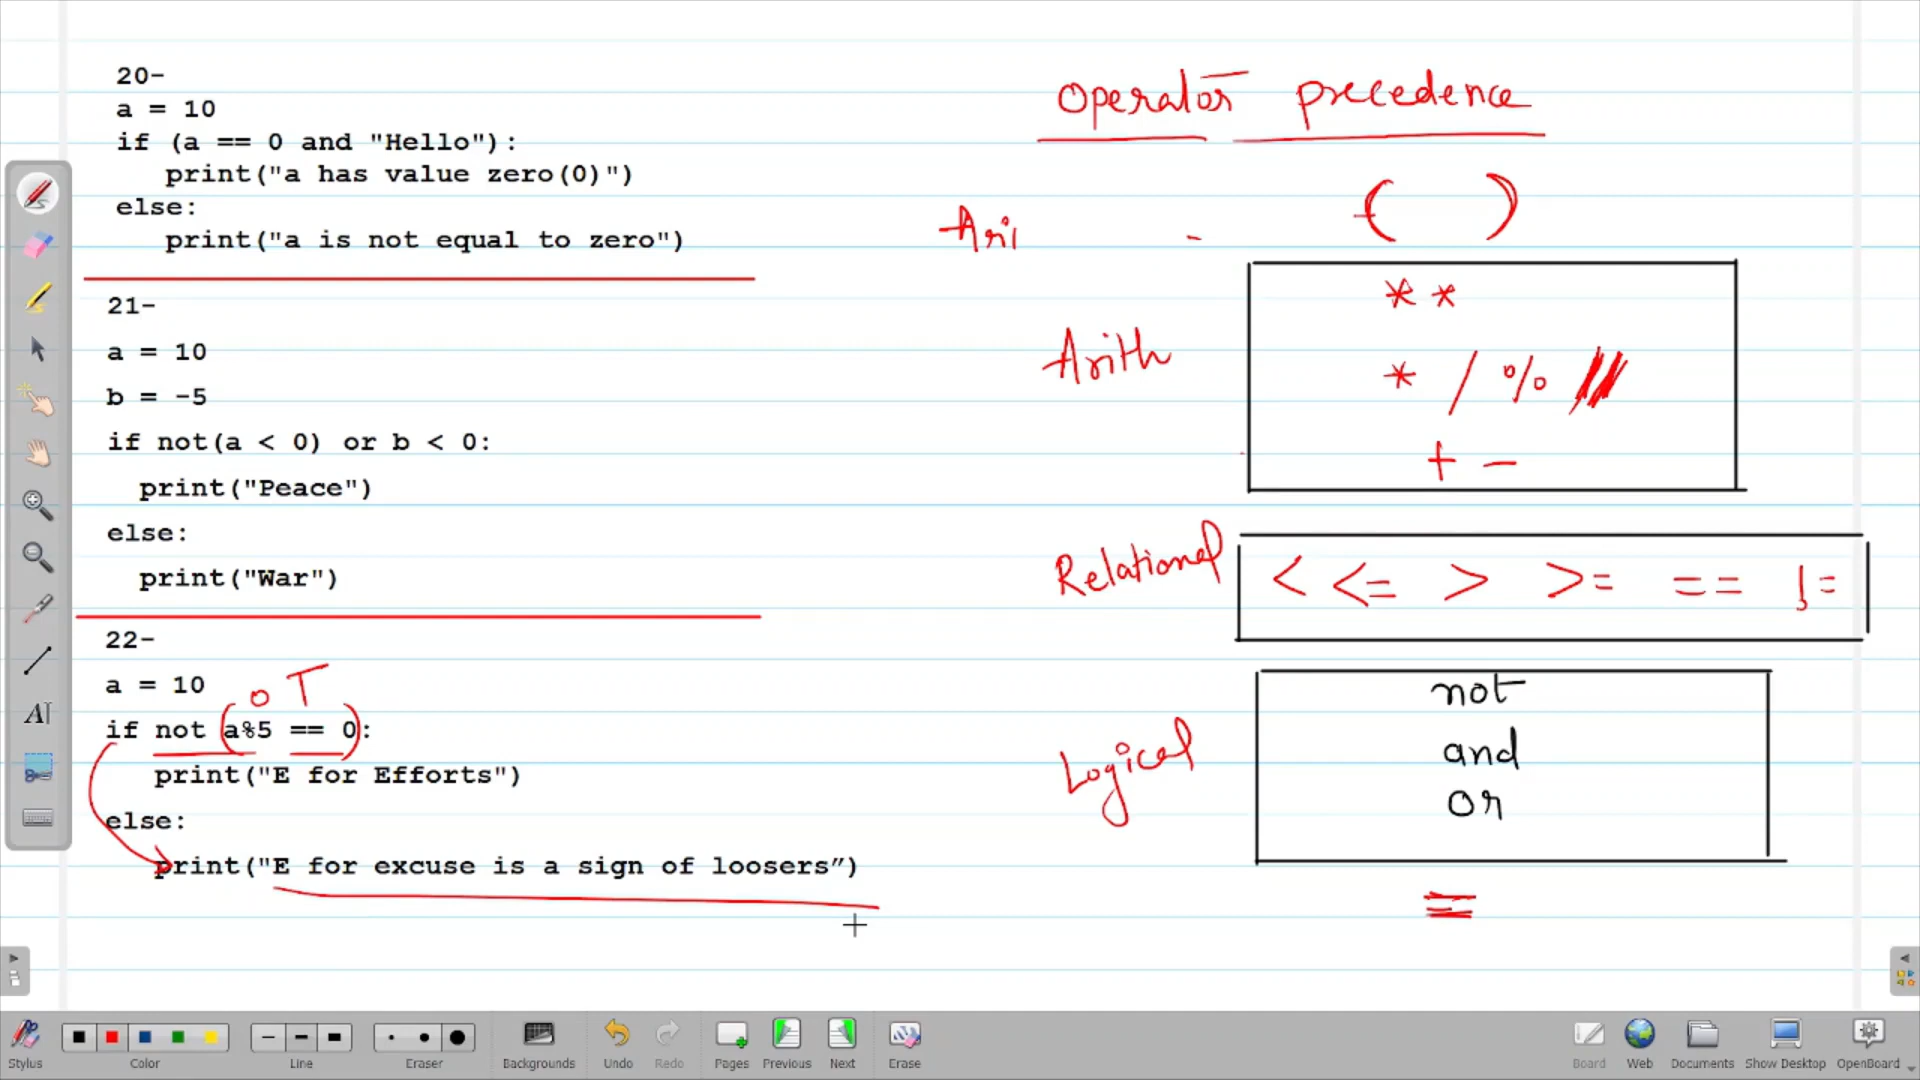 20-
a = 10
if (a == 0 and "Hello"):
print("a has value zero(0)")
else:
print("a is not equal to zero")
21-
a = 10
b = -5
if not(a < 0) or b < 0:
print("Peace")
else:
print("War")
22-
a = 10
0 T
if not (a%5 == 0):
print("E for Efforts")
else:
print("E for excuse is a sign of loosers”)
Operator precedence
( )
Ari
**
Arith
* / % //
+ -
Relational
< <= > >= == !=
Logical
not
and
or
=
Stylus
Color
Line
Eraser
Backgrounds
Undo
Redo
Pages
Previous
Next
Erase
Board
Web
Documents
Show Desktop
OpenBoard